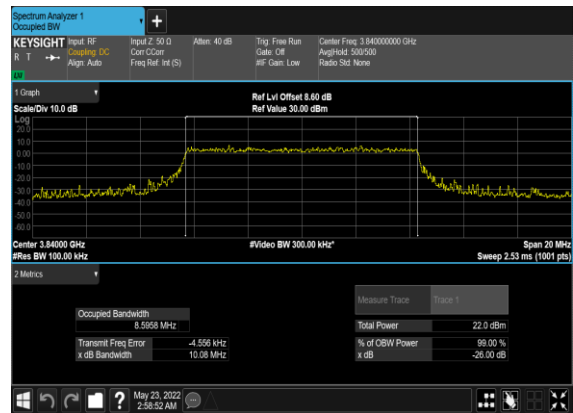 Spectrum Analyzer 1
Occupied BW
+
KEYSIGHT Input: RF Input Z: 50 Ω Atten: 40 dB Trig: Free Run Center Freq: 3.840000000 GHz
R T Coupling: DC Corr CCorr Gate: Off Avg|Hold: 500/500
Align: Auto Freq Ref: Int (S) #IF Gain: Low Radio Std: None
LW
1 Graph
Ref Lvl Offset 8.60 dB
Scale/Div 10.0 dB Ref Value 30.00 dBm
Log
20.0
10.0
0.00
-10.0
-20.0
-30.0
-40.0
-50.0
-60.0
Center 3.84000 GHz #Video BW 300.00 kHz* Span 20 MHz
#Res BW 100.00 kHz Sweep 2.53 ms (1001 pts)
2 Metrics
Measure Trace Trace 1
Occupied Bandwidth
8.5958 MHz Total Power 22.0 dBm
Transmit Freq Error -4.556 kHz % of OBW Power 99.00 %
x dB Bandwidth 10.08 MHz x dB -26.00 dB
? May 23, 2022
2:58:52 AM